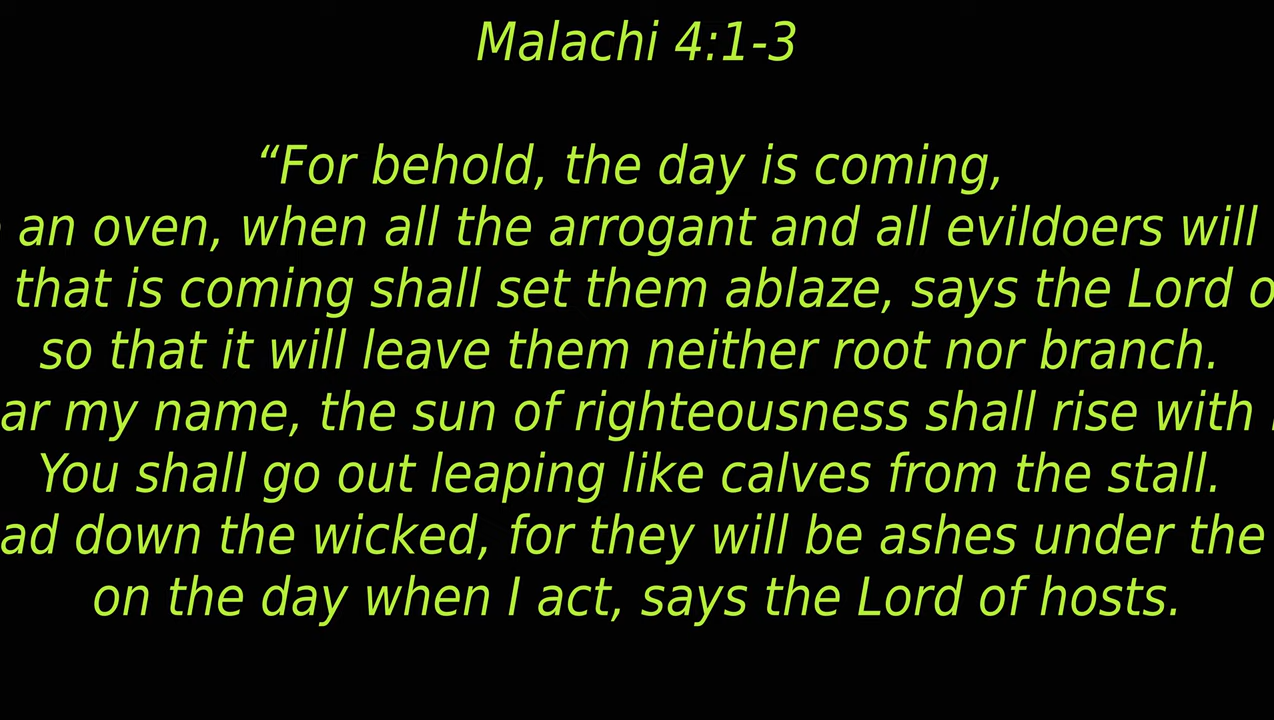 Malachi 4:1-3
“For behold, the day is coming,
an oven, when all the arrogant and all evildoers will
that is coming shall set them ablaze, says the Lord
so that it will leave them neither root nor branch.
my name, the sun of righteousness shall rise with
You shall go out leaping like calves from the stall.
down the wicked, for they will be ashes under the
on the day when I act, says the Lord of hosts.